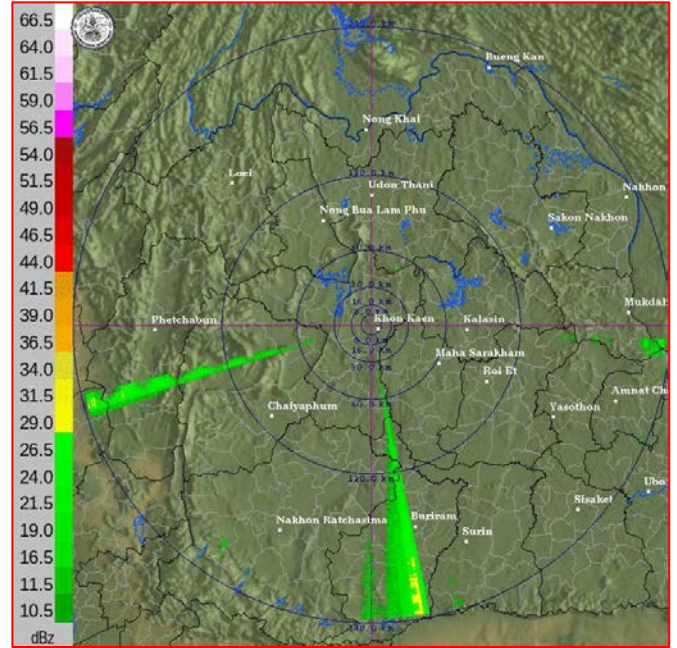 66.5
64.0
61.5
59.0
56.5
54.0
51.5
49.0
46.5
44.0
41.5
39.0
36.5
34.0
31.5
29.0
26.5
24.0
21.5
19.0
16.5
11.5
10.5
dBz
Bueng Kan
Nong Khai
Loei
Udon Thani
Nakhon
Nong Bua Lam Phu
Sakon Nakhon
Mukdah
Phetchabun
Khon Kaen
Kalasin
Maha Sarakham
Roi Et
Chaiyaphum
Amnat Cha
Yasothon
Ubo
Sisaket
Nakhon Ratchasima
Buriram
Surin